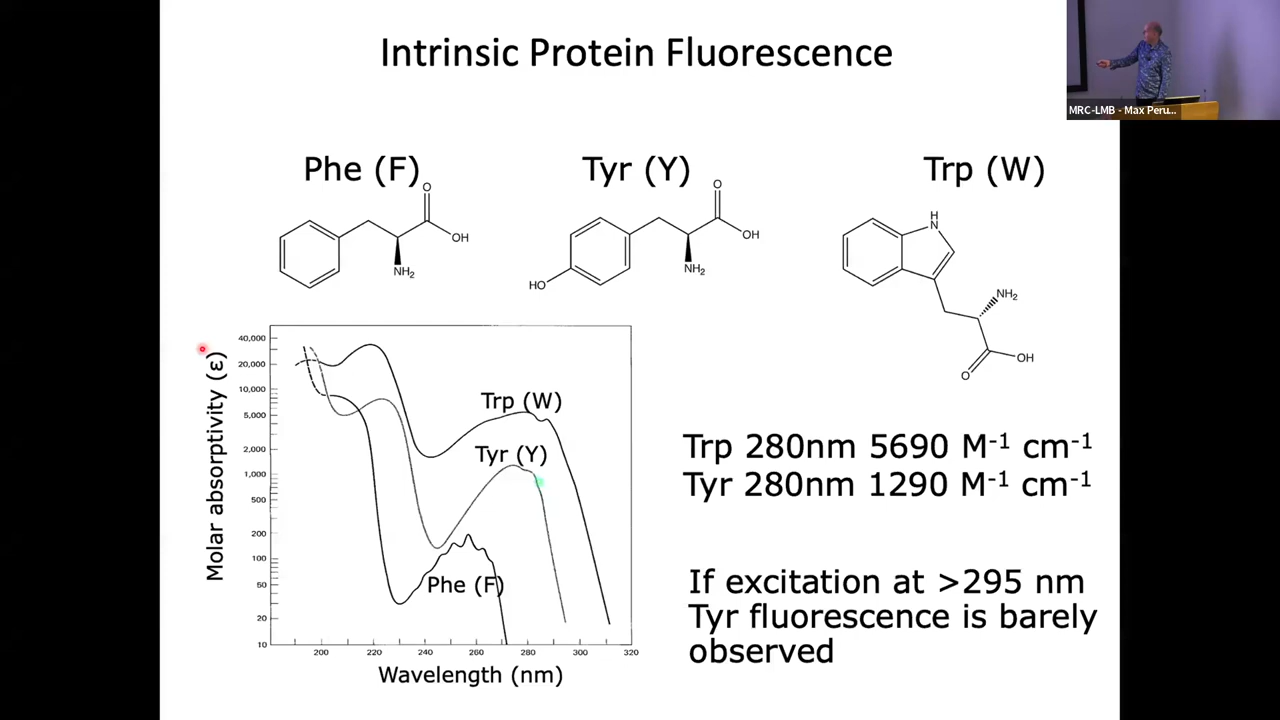 Intrinsic Protein Fluorescence
MRC-LMB - Max Peru...
Phe (F)
O
OH
NH2
Tyr (Y)
O
OH
NH2
HO
Trp (W)
H
N
NH2
OH
O
Molar absorptivity (ε)
40,000
20,000
10,000
5,000
2,000
1,000
500
200
100
50
20
10
Trp (W)
Tyr (Y)
Phe (F)
200 220 240 260 280 300 320
Wavelength (nm)
Trp 280nm 5690 M⁻¹ cm⁻¹
Tyr 280nm 1290 M⁻¹ cm⁻¹
If excitation at >295 nm
Tyr fluorescence is barely
observed